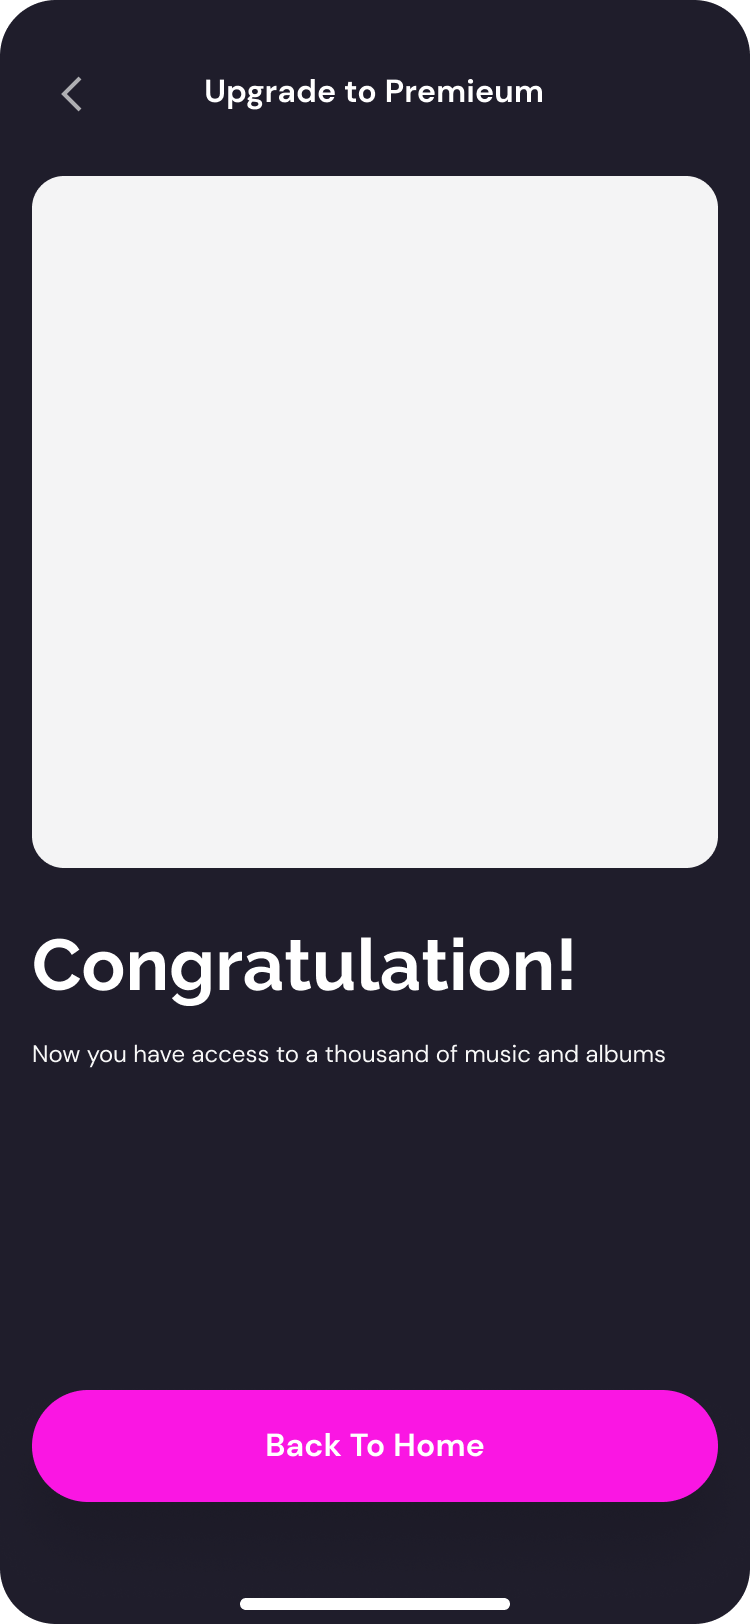 Upgrade to Premieum
Congratulation!
Now you have access to a thousand of music and albums
Back To Home